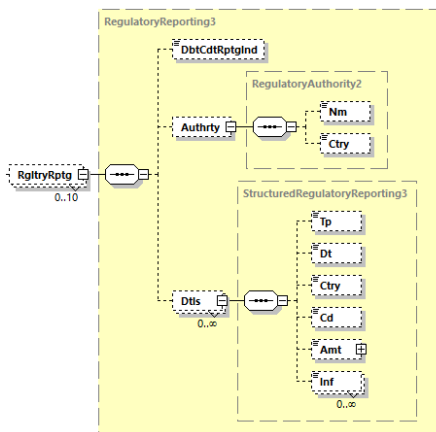 RegulatoryReporting3
DbtCdtRptgInd
RegulatoryAuthority2
Authrty
Nm
Ctry
RgltryRptg
0..10
StructuredRegulatoryReporting3
Tp
Dt
Ctry
Dtls
0..∞
Cd
Amt
Inf
0..∞